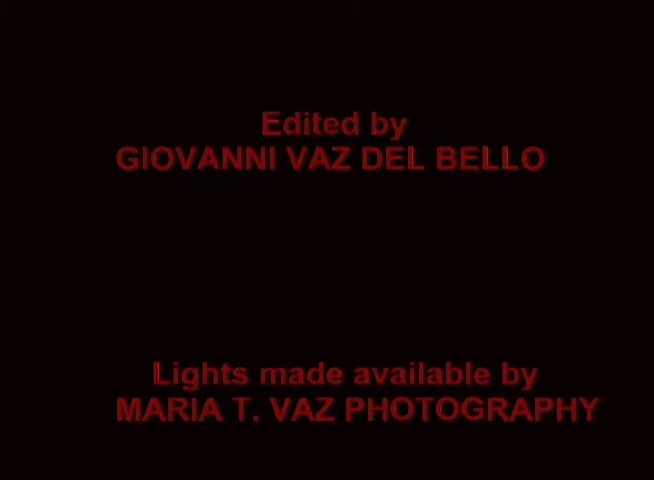 Edited by
GIOVANNI VAZ DEL BELLO
Lights made available by
MARIA T. VAZ PHOTOGRAPHY